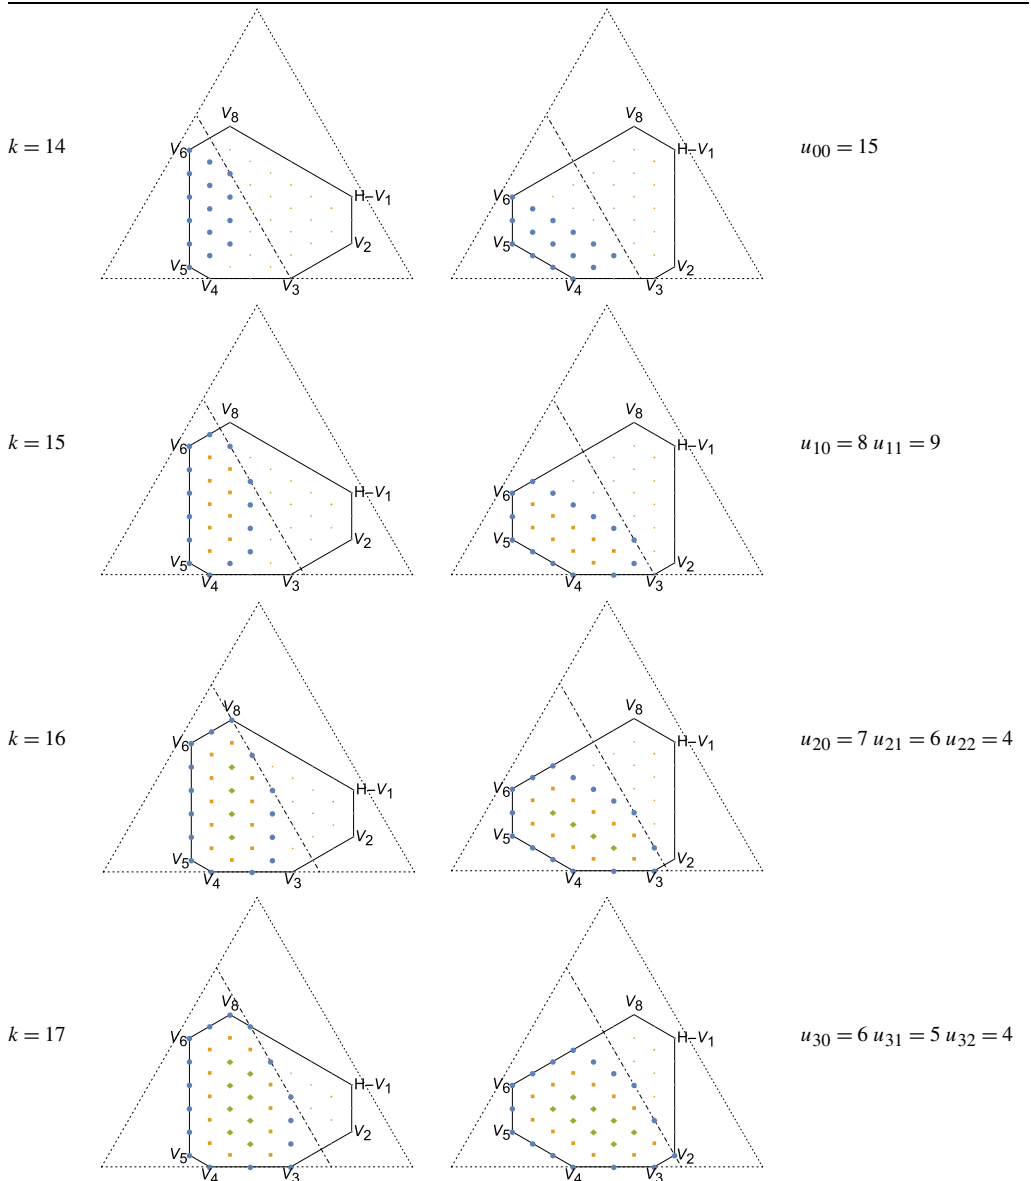 V8 V8
k = 14 V6 H–V1 u00 = 15
H–V1 V6
V5 V2 V5 V2
V4 V3 V4 V3
V8 V8
k = 15 V6 H–V1 u10 = 8 u11 = 9
H–V1 V6
V5 V2 V5 V2
V4 V3 V4 V3
V8 V8
k = 16 V6 H–V1 u20 = 7 u21 = 6 u22 = 4
H–V1 V6
V5 V2 V5 V2
V4 V3 V4 V3
V8 V8
k = 17 V6 H–V1 u30 = 6 u31 = 5 u32 = 4
H–V1 V6
V5 V2 V5 V2
V4 V3 V4 V3